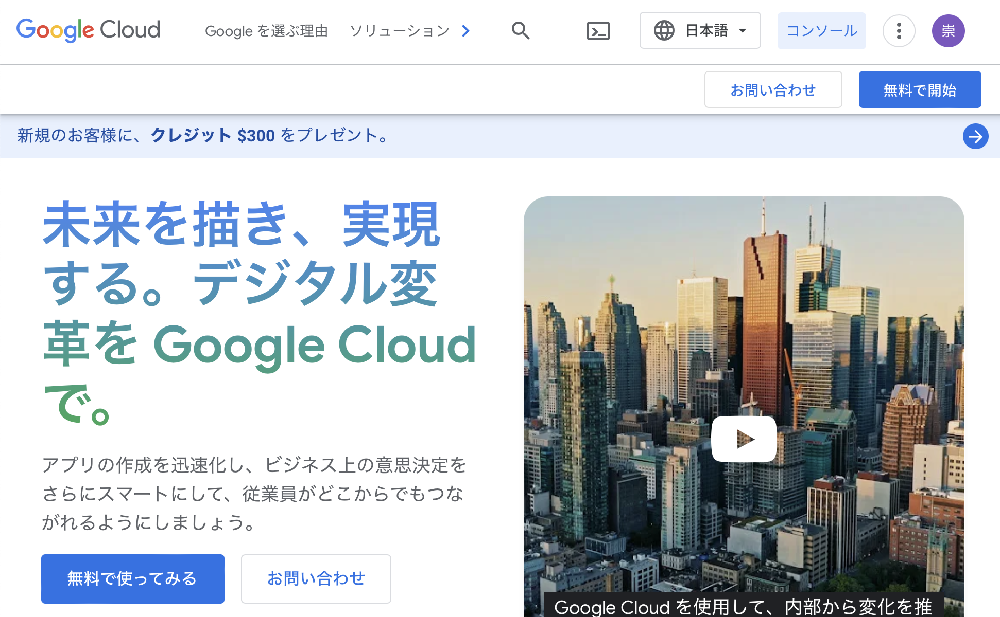 Google Cloud
Google を選ぶ理由
ソリューション
日本語
コンソール
崇
お問い合わせ
無料で開始
新規のお客様に、クレジット $300 をプレゼント。
未来を描き、実現
する。デジタル変
革を Google Cloud
で。
アプリの作成を迅速化し、ビジネス上の意思決定を
さらにスマートにして、従業員がどこからでもつな
がれるようにしましょう。
無料で使ってみる
お問い合わせ
Google Cloud を使用して、内部から変化を推